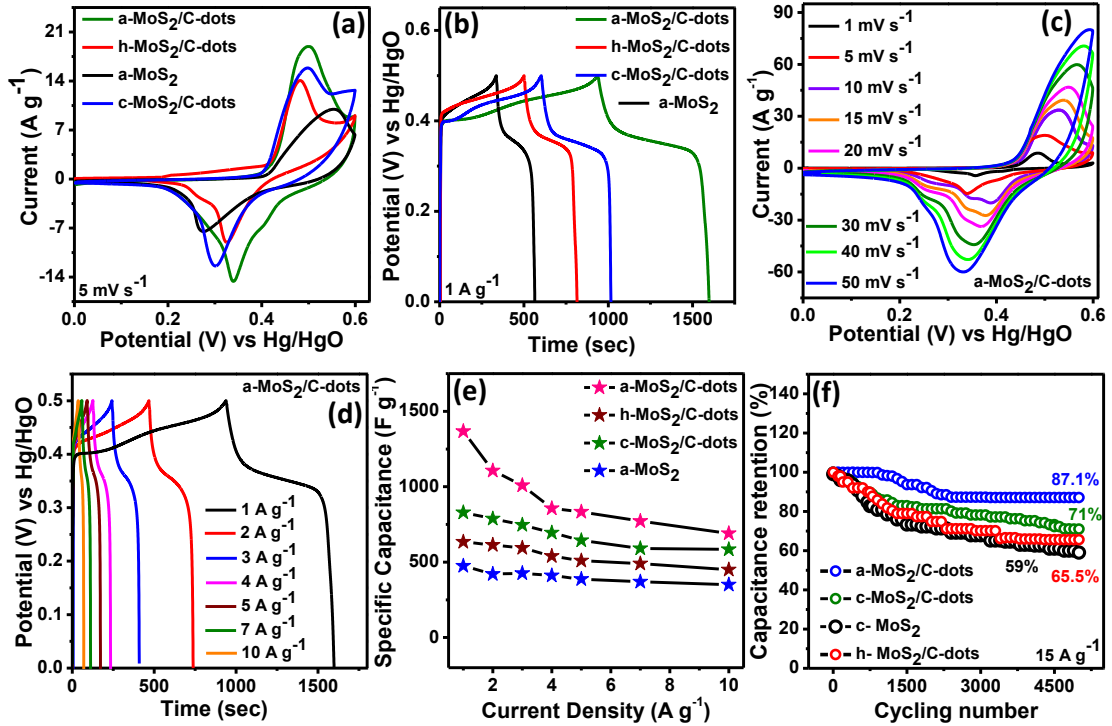 (a)
a-MoS2/C-dots
h-MoS2/C-dots
a-MoS2
c-MoS2/C-dots
5 mV s-1
Current (A g-1)
21
14
7
0
-7
-14
0.0 0.2 0.4 0.6
Potential (V) vs Hg/HgO
(b)
a-MoS2/C-dots
h-MoS2/C-dots
c-MoS2/C-dots
a-MoS2
1 A g-1
Potential (V) vs Hg/HgO
0.6
0.4
0.2
0.0
0 500 1000 1500
Time (sec)
(c)
1 mV s-1
5 mV s-1
10 mV s-1
15 mV s-1
20 mV s-1
30 mV s-1
40 mV s-1
50 mV s-1
a-MoS2/C-dots
Current (A g-1)
90
60
30
0
-30
-60
0.0 0.2 0.4 0.6
Potential (V) vs Hg/HgO
a-MoS2/C-dots
(d)
1 A g-1
2 A g-1
3 A g-1
4 A g-1
5 A g-1
7 A g-1
10 A g-1
Potential (V) vs Hg/HgO
0.5
0.4
0.3
0.2
0.1
0.0
0 500 1000 1500
Time (sec)
(e)
a-MoS2/C-dots
h-MoS2/C-dots
c-MoS2/C-dots
a-MoS2
Specific Capacitance (F g-1)
1500
1000
500
0
2 4 6 8 10
Current Density (A g-1)
(f)
87.1%
71%
59%
65.5%
a-MoS2/C-dots
c-MoS2/C-dots
c- MoS2
h- MoS2/C-dots
15 A g-1
Capacitance retention (%)
140
120
100
80
60
40
20
0
0 1500 3000 4500
Cycling number